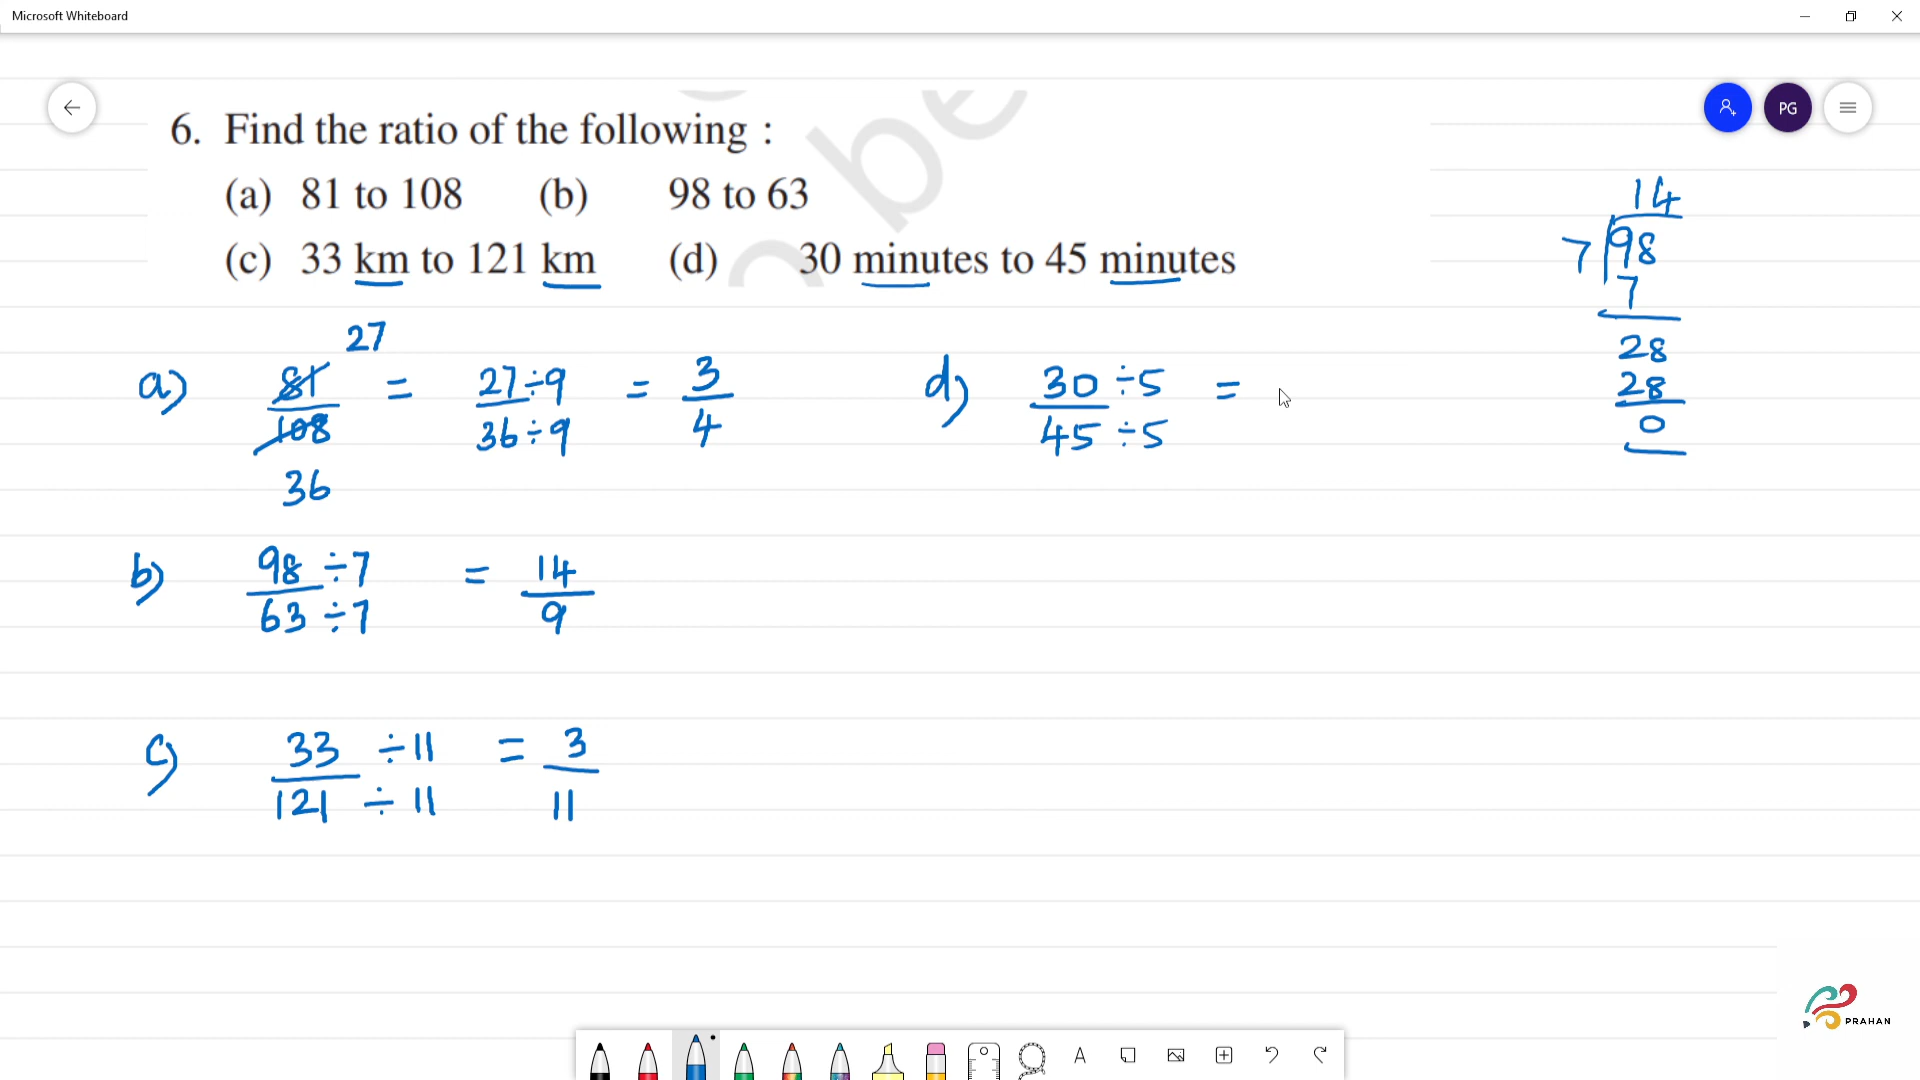 Microsoft Whiteboard
PG
6. Find the ratio of the following :
(a) 81 to 108 (b) 98 to 63
(c) 33 km to 121 km (d) 30 minutes to 45 minutes
be
27
a) 81/108 = 27÷9/36÷9 = 3/4
36
b) 98÷7/63÷7 = 14/9
c) 33÷11/121÷11 = 3/11
d) 30÷5/45÷5 =
14
7 98
7
28
28
0
PRAHAN
A